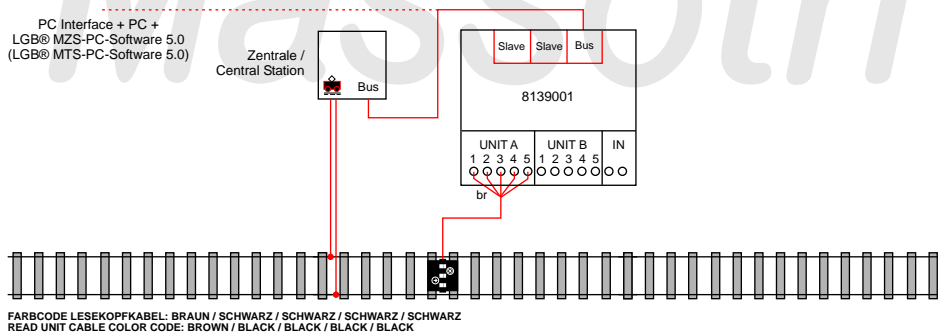 massoth
PC Interface + PC +
LGB® MZS-PC-Software 5.0
(LGB® MTS-PC-Software 5.0)
Zentrale /
Central Station
Bus
Slave Slave Bus
8139001
UNIT A UNIT B IN
1 2 3 4 5 1 2 3 4 5
br
FARBCODE LESEKOPFKABEL: BRAUN / SCHWARZ / SCHWARZ / SCHWARZ / SCHWARZ
READ UNIT CABLE COLOR CODE: BROWN / BLACK / BLACK / BLACK / BLACK